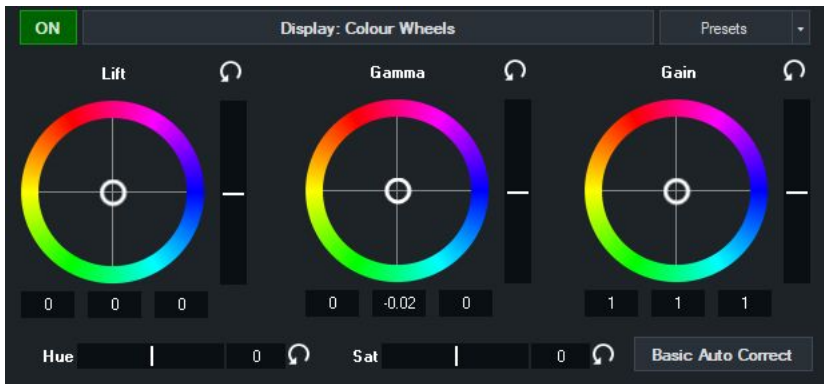 ON Display: Colour Wheels Presets
Lift Gamma Gain
0 0 0 0 -0.02 0 1 1 1
Hue 0 Sat 0 Basic Auto Correct